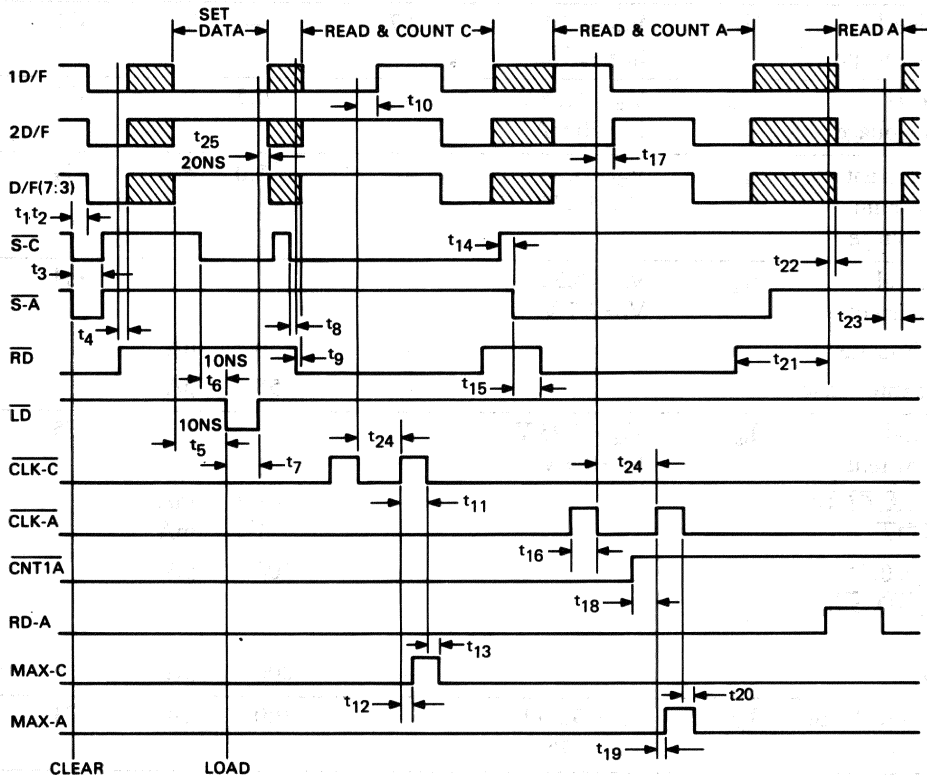 SET
DATA
READ & COUNT C
READ & COUNT A
READ A
1D/F
t10
2D/F
t25
20NS
t17
D/F(7:3)
t1,t2
S-C
t14
t3
t22
S-A
t4
t8
t23
RD
10NS
t9
t6
t15
t21
LD
10NS
t5
t7
t24
t24
CLK-C
t11
CLK-A
t16
CNT1A
t18
RD-A
t13
MAX-C
t12
t20
MAX-A
t19
CLEAR
LOAD